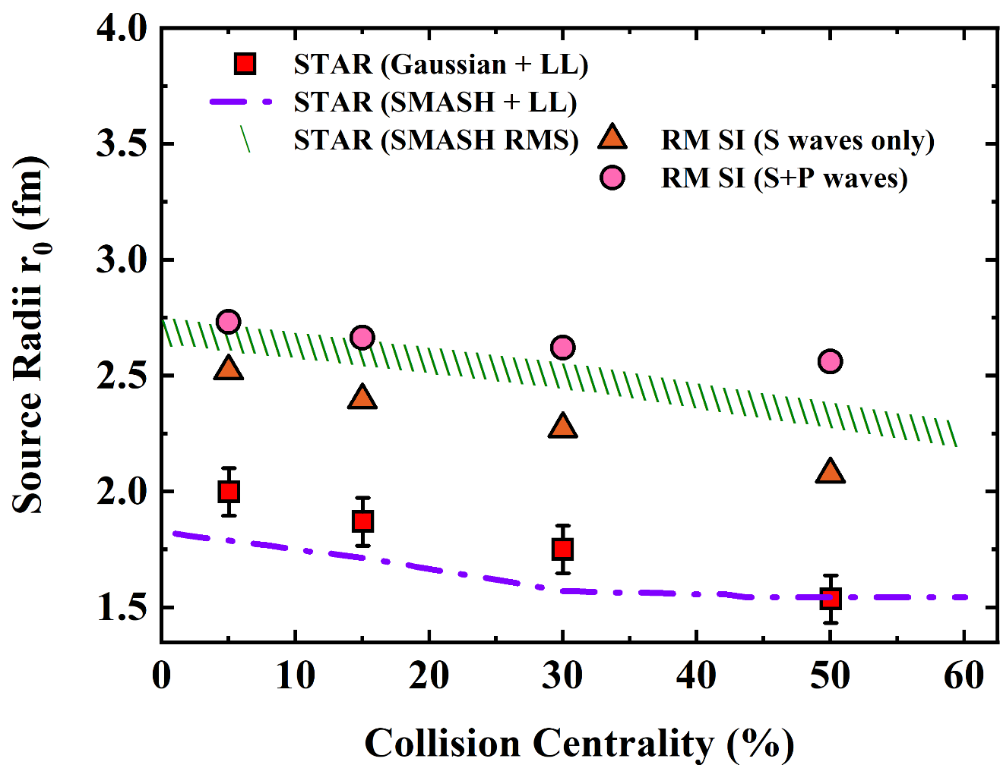 4.0
3.5
3.0
2.5
2.0
1.5
Source Radii r0 (fm)
STAR (Gaussian + LL)
STAR (SMASH + LL)
STAR (SMASH RMS)
RM SI (S waves only)
RM SI (S+P waves)
0 10 20 30 40 50 60
Collision Centrality (%)